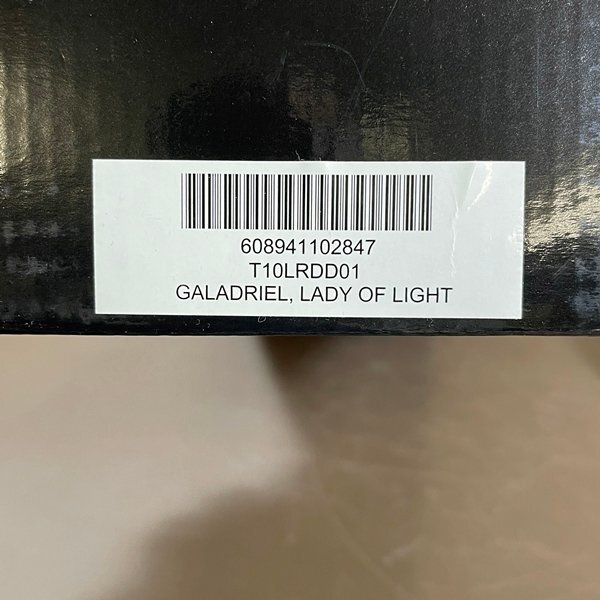 608941102847
T10LRDD01
GALADRIEL, LADY OF LIGHT